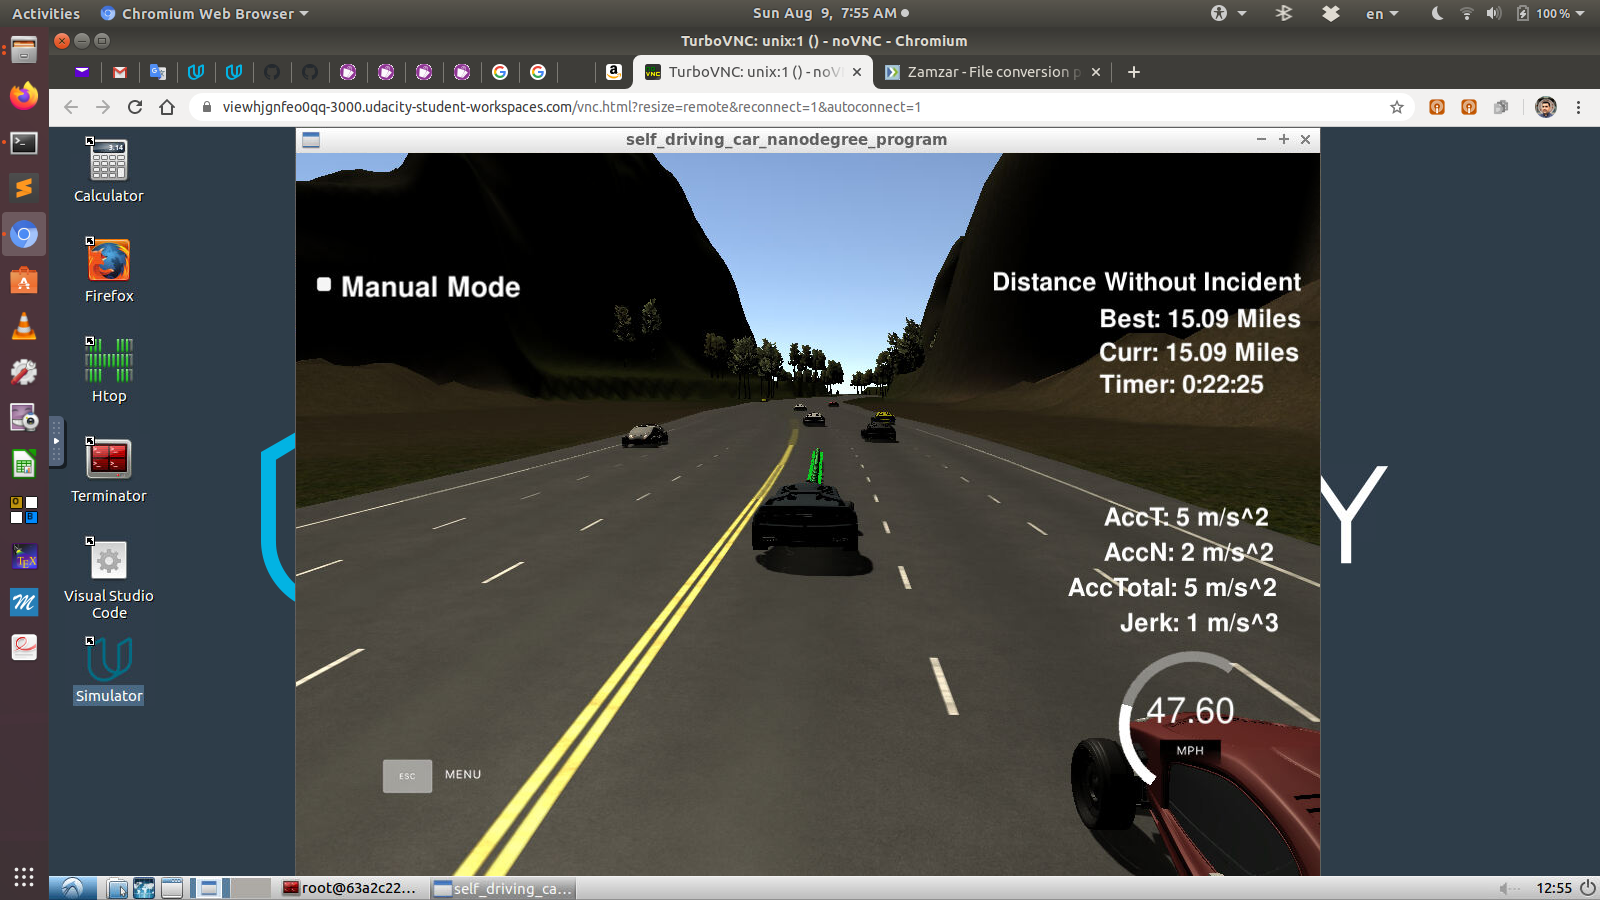 Activities
Chromium Web Browser
Sun Aug 9, 7:55 AM
en
100 %
TurboVNC: unix:1 () - noVNC - Chromium
TurboVNC: unix:1 () - noV
Zamzar - File conversion p
viewhjgnfeo0qq-3000.udacity-student-workspaces.com/vnc.html?resize=remote&reconnect=1&autoconnect=1
self_driving_car_nanodegree_program
3.14
Calculator
Firefox
Htop
Terminator
Visual Studio
Code
Simulator
Manual Mode
Distance Without Incident
Best: 15.09 Miles
Curr: 15.09 Miles
Timer: 0:22:25
Y
AccT: 5 m/s^2
AccN: 2 m/s^2
AccTotal: 5 m/s^2
Jerk: 1 m/s^3
47.60
MPH
ESC
MENU
root@63a2c22...
self_driving_ca...
12:55